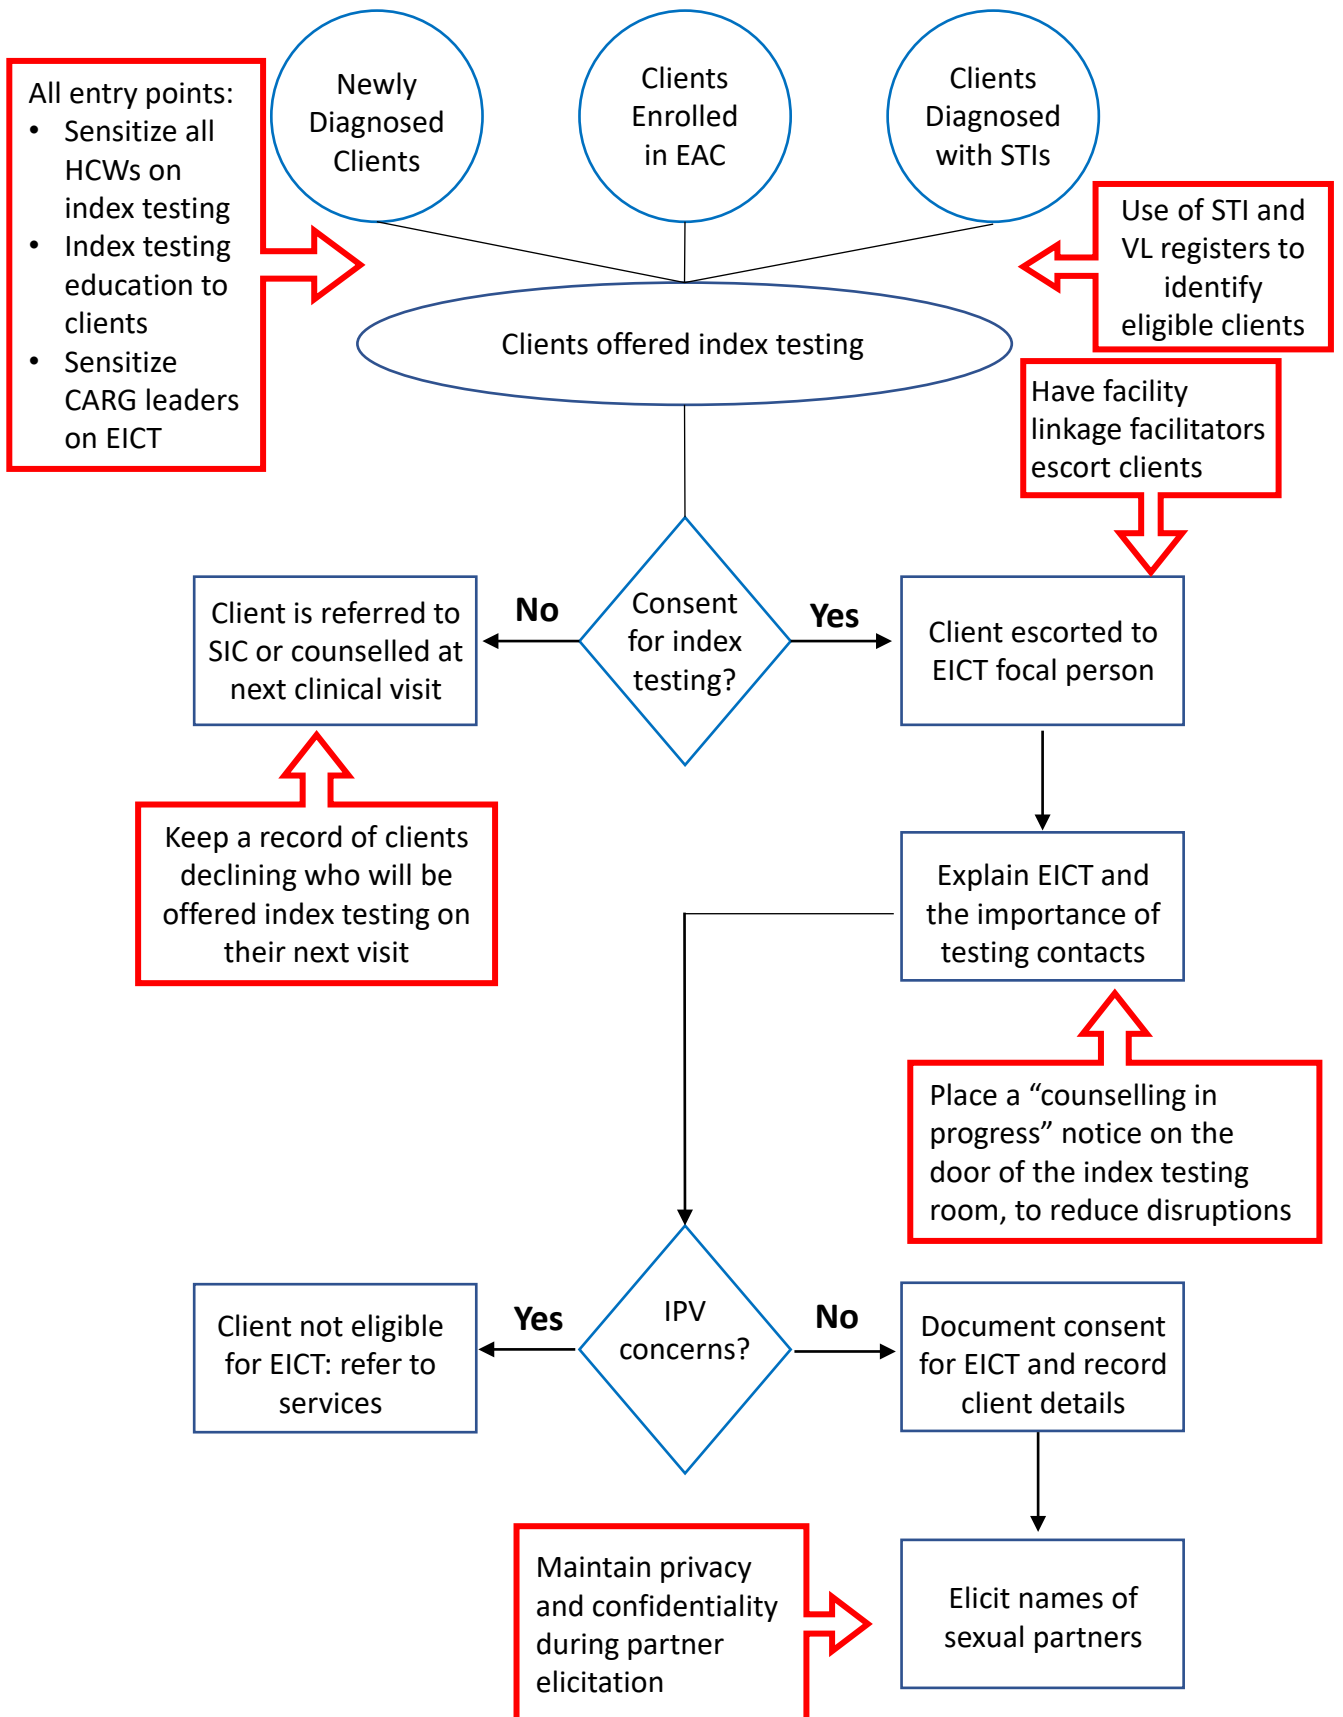 All entry points:
• Sensitize all
HCWs on
index testing
• Index testing
education to
clients
• Sensitize
CARG leaders
on EICT
Newly
Diagnosed
Clients
Clients
Enrolled
in EAC
Clients
Diagnosed
with STIs
Use of STI and
VL registers to
identify
eligible clients
Clients offered index testing
Have facility
linkage facilitators
escort clients
Client is referred to
SIC or counselled at
next clinical visit
No
Consent
for index
testing?
Yes
Client escorted to
EICT focal person
Keep a record of clients
declining who will be
offered index testing on
their next visit
Explain EICT and
the importance of
testing contacts
Place a “counselling in
progress” notice on the
door of the index testing
room, to reduce disruptions
Client not eligible
for EICT: refer to
services
Yes
IPV
concerns?
No
Document consent
for EICT and record
client details
Maintain privacy
and confidentiality
during partner
elicitation
Elicit names of
sexual partners